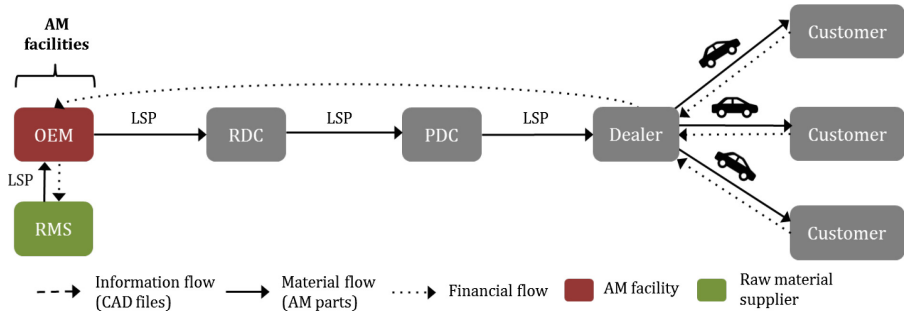 AM
facilities
Customer
LSP
LSP
LSP
OEM
RDC
PDC
Dealer
Customer
LSP
RMS
Customer
Information flow
(CAD files)
Material flow
(AM parts)
Financial flow
AM facility
Raw material
supplier